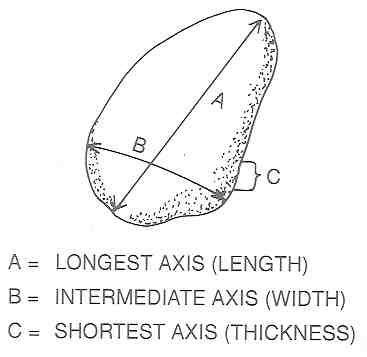 A
B
C
A = LONGEST AXIS (LENGTH)
B = INTERMEDIATE AXIS (WIDTH)
C = SHORTEST AXIS (THICKNESS)